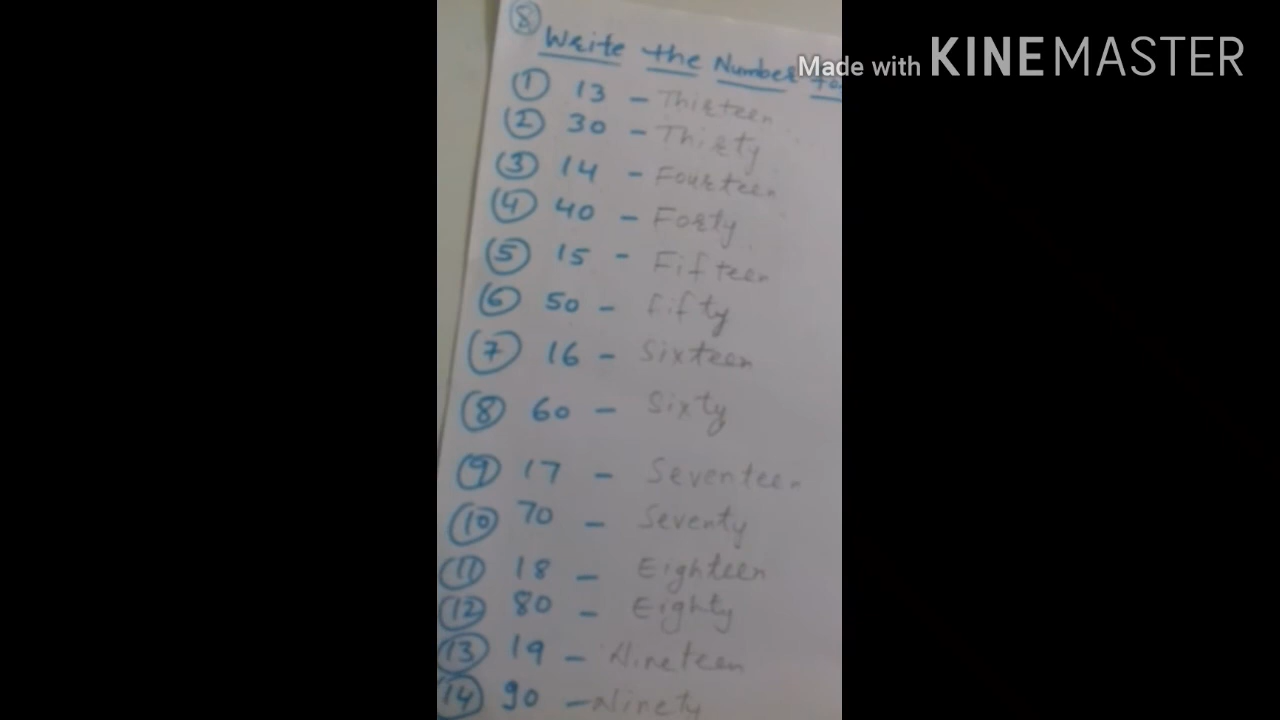 Made with KINEMASTER
8
Write the Number
1 13 - Thirteen
2 30 - Thirty
3 14 - Fourteen
4 40 - Forty
5 15 - Fifteen
6 50 - Fifty
7 16 - Sixteen
8 60 - Sixty
9 17 - Seventeen
10 70 - Seventy
11 18 - Eighteen
12 80 - Eighty
13 19 - Nineteen
14 90 - Ninety